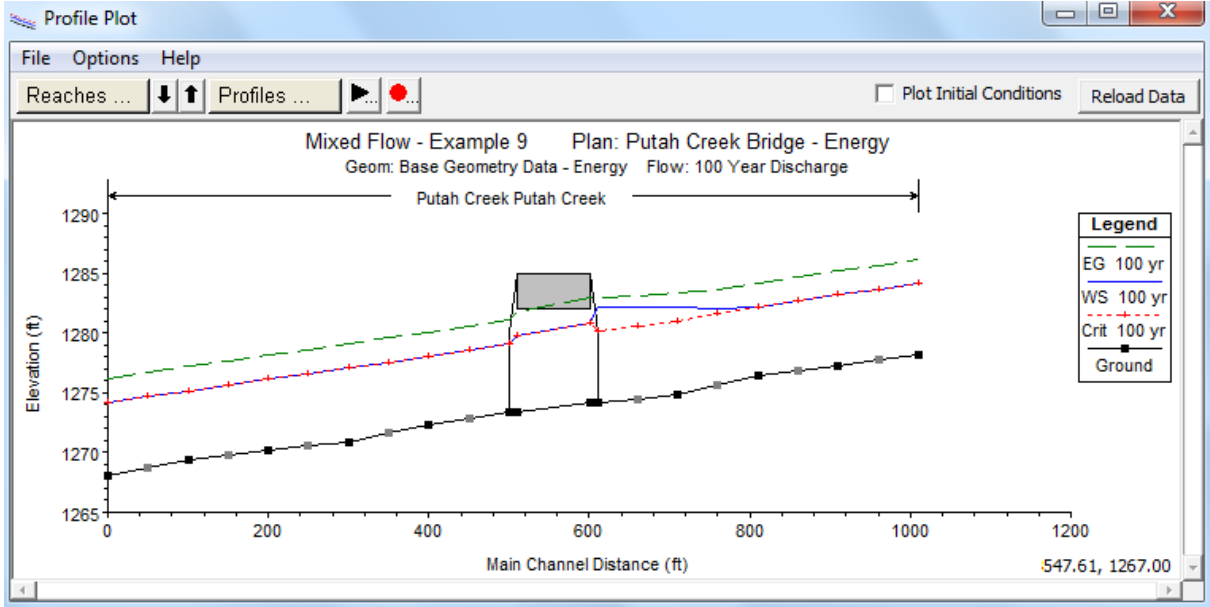 Profile Plot
File Options Help
Reaches ... Profiles ... ... ... Plot Initial Conditions Reload Data
Mixed Flow - Example 9 Plan: Putah Creek Bridge - Energy
Geom: Base Geometry Data - Energy Flow: 100 Year Discharge
Putah Creek Putah Creek
1290
1285
1280
1275
1270
1265
Elevation (ft)
0 200 400 600 800 1000 1200
Main Channel Distance (ft)
Legend
EG 100 yr
WS 100 yr
Crit 100 yr
Ground
547.61, 1267.00